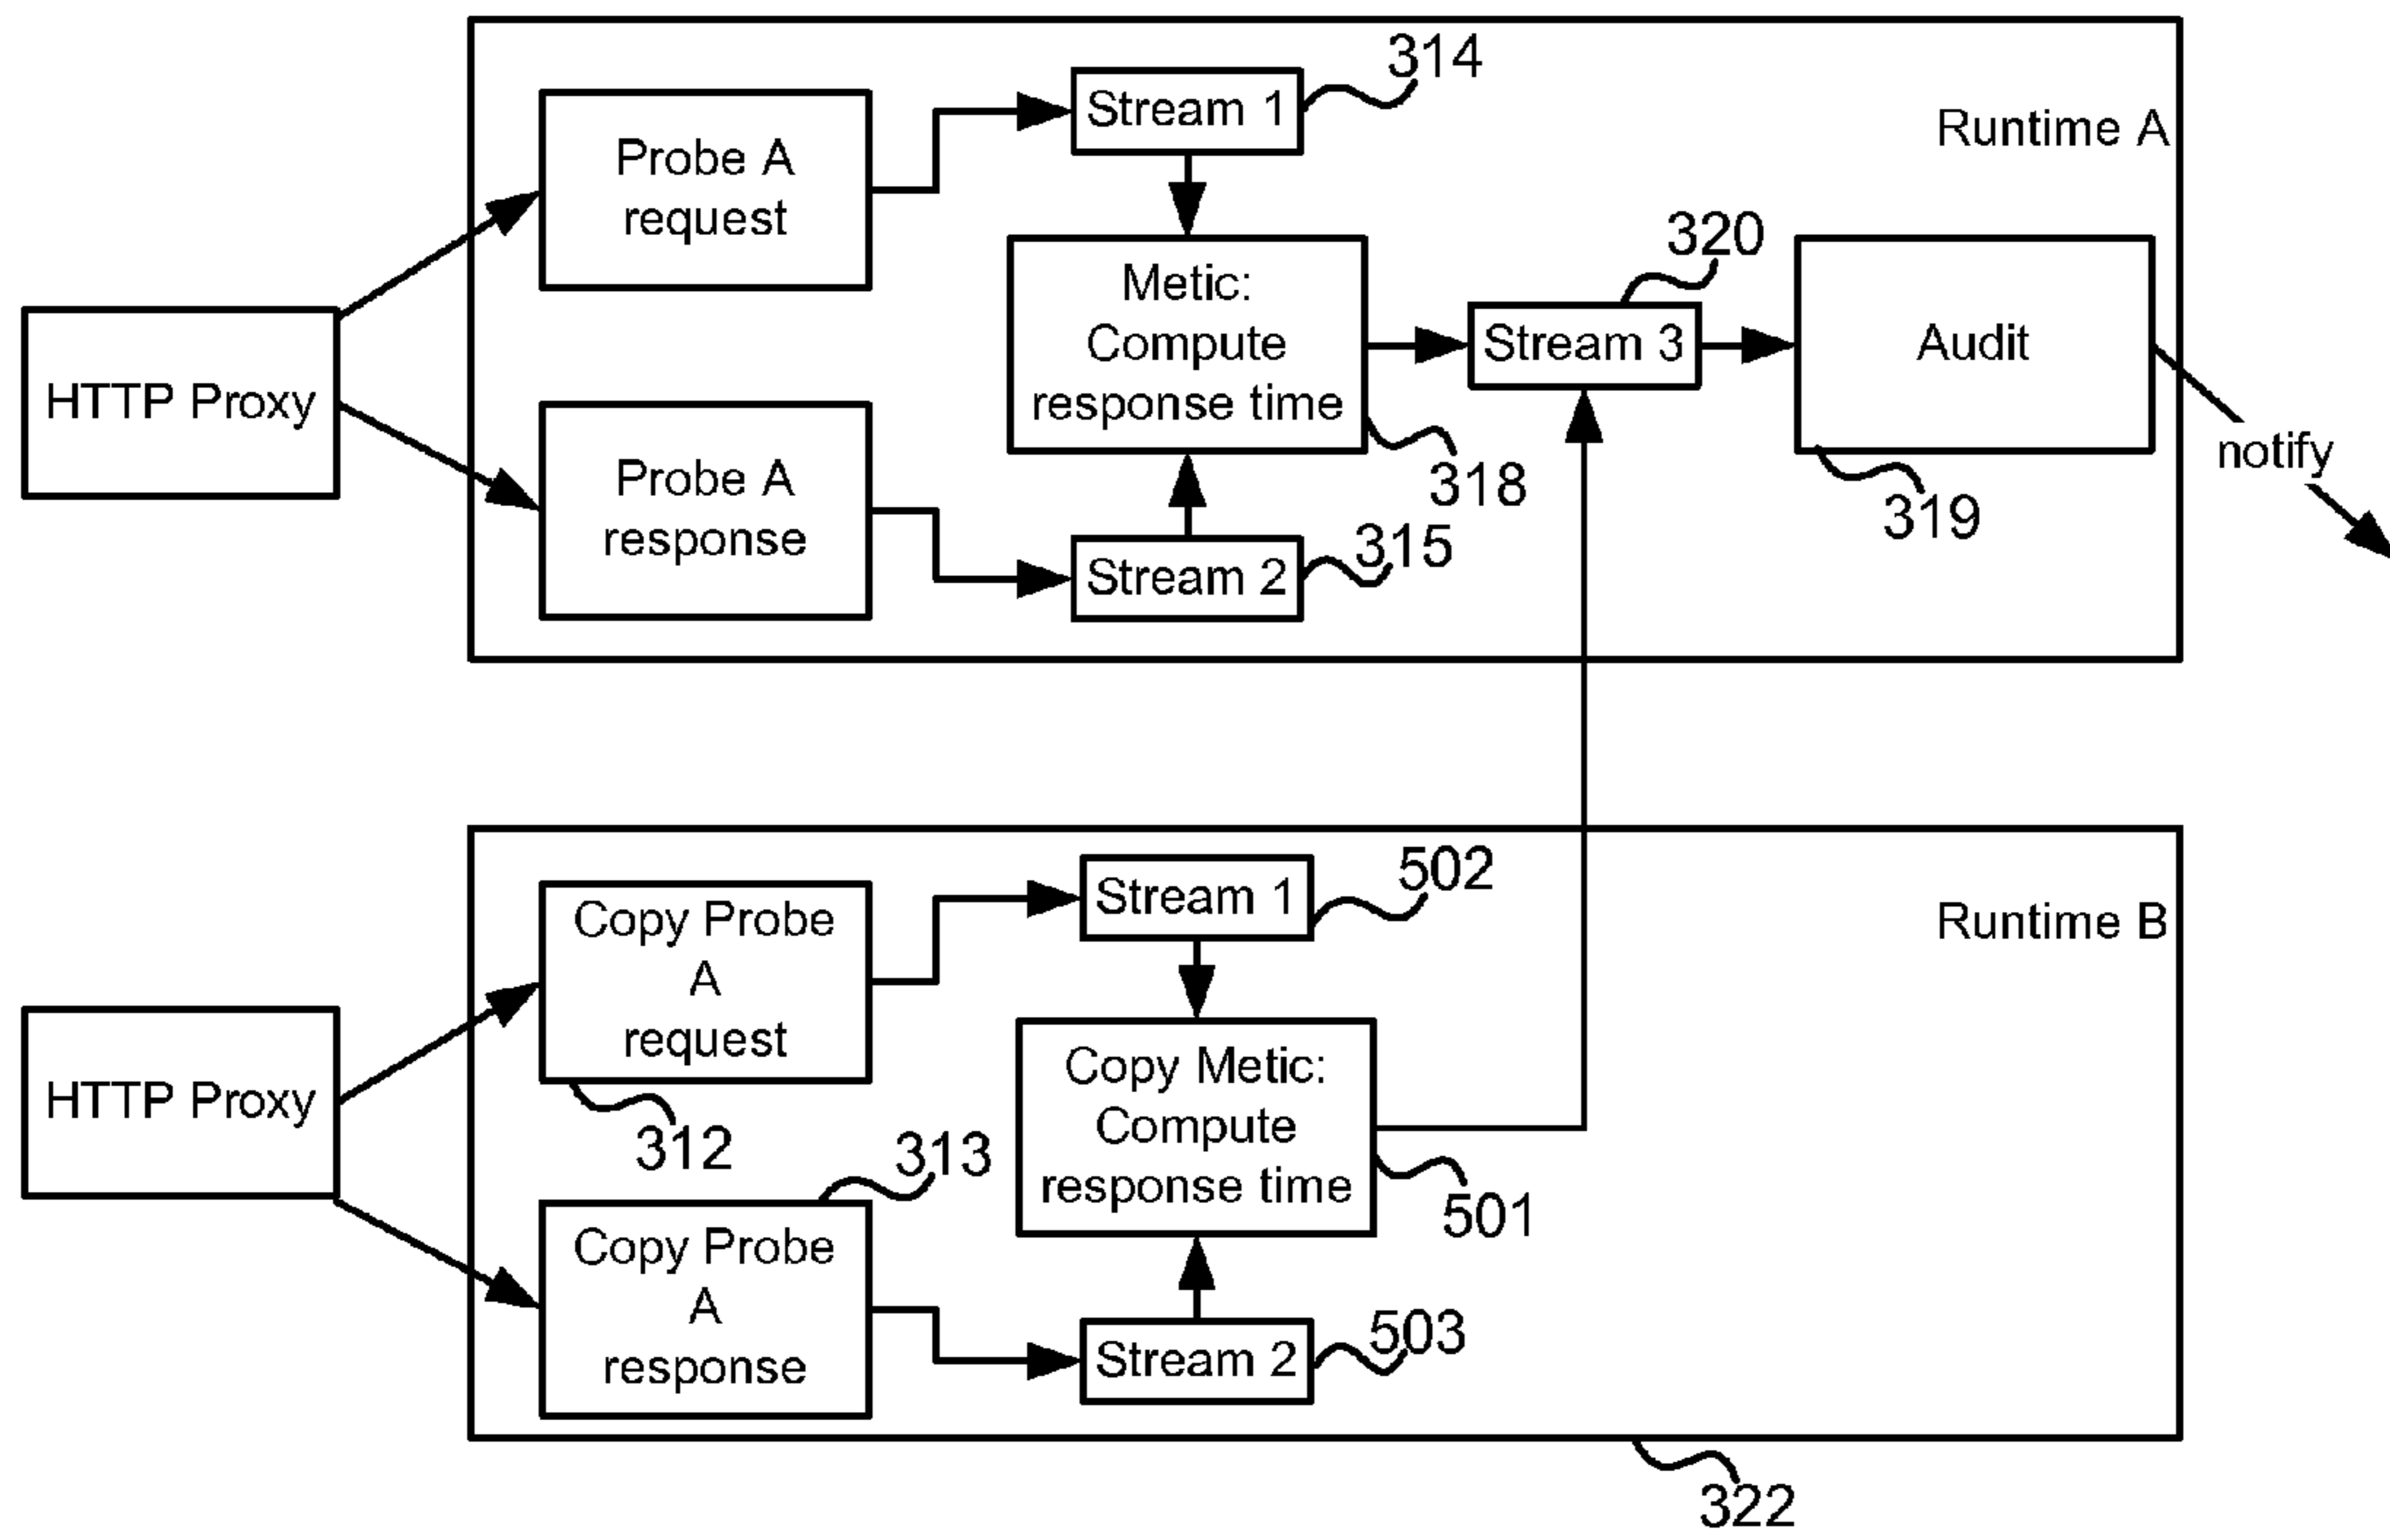 314
Stream 1
Runtime A
Probe A
request
320
Metic:
Compute
response time
Stream 3
Audit
HTTP Proxy
notify
318
319
Probe A
response
315
Stream 2
502
Stream 1
Runtime B
Copy Probe
A
request
HTTP Proxy
Copy Metic:
Compute
response time
312
313
501
Copy Probe
A
response
503
Stream 2
322